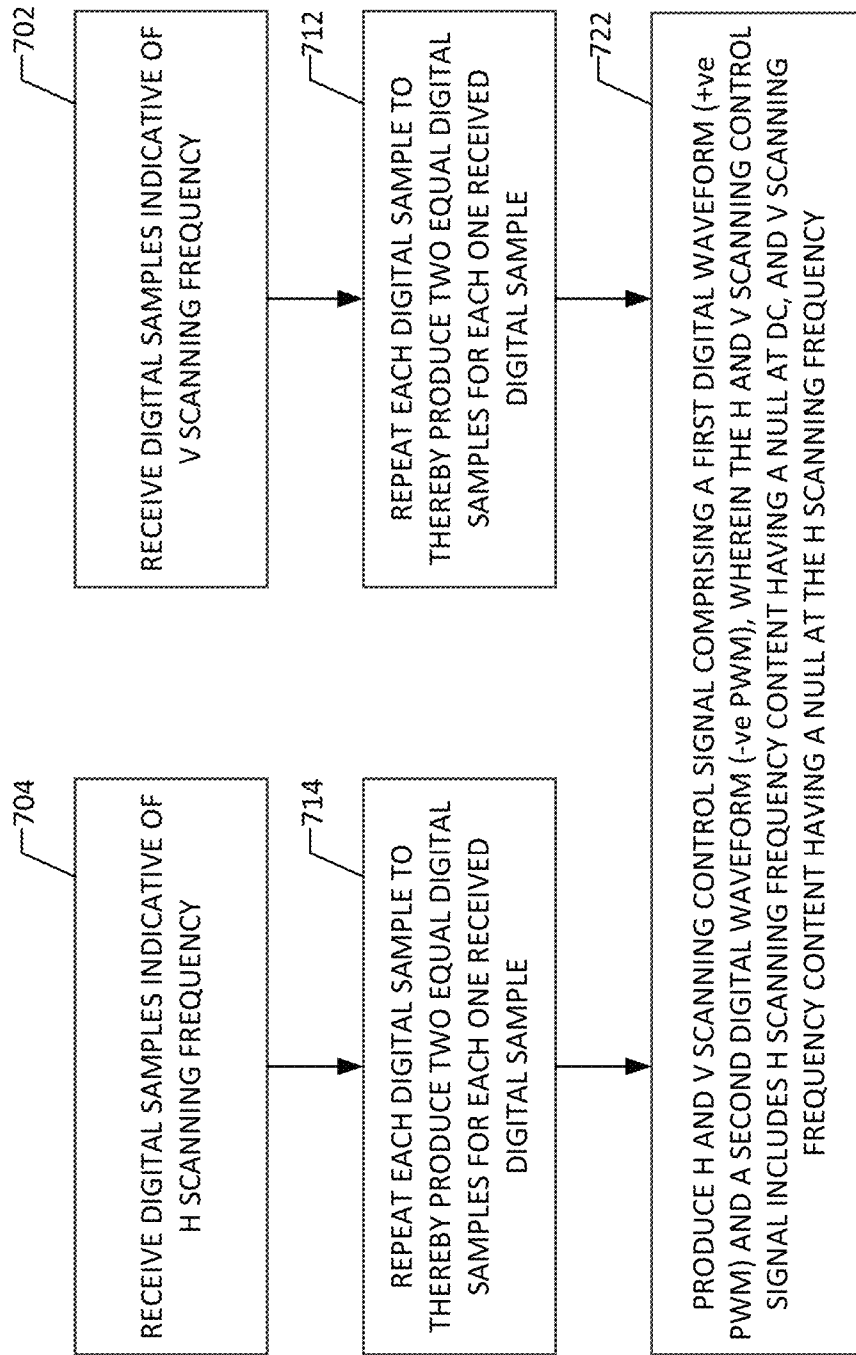 704
RECEIVE DIGITAL SAMPLES INDICATIVE OF
H SCANNING FREQUENCY
702
RECEIVE DIGITAL SAMPLES INDICATIVE OF
V SCANNING FREQUENCY
714
REPEAT EACH DIGITAL SAMPLE TO
THEREBY PRODUCE TWO EQUAL DIGITAL
SAMPLES FOR EACH ONE RECEIVED
DIGITAL SAMPLE
712
REPEAT EACH DIGITAL SAMPLE TO
THEREBY PRODUCE TWO EQUAL DIGITAL
SAMPLES FOR EACH ONE RECEIVED
DIGITAL SAMPLE
722
PRODUCE H AND V SCANNING CONTROL SIGNAL COMPRISING A FIRST DIGITAL WAVEFORM (+ve
PWM) AND A SECOND DIGITAL WAVEFORM (-ve PWM), WHEREIN THE H AND V SCANNING CONTROL
SIGNAL INCLUDES H SCANNING FREQUENCY CONTENT HAVING A NULL AT DC, AND V SCANNING
FREQUENCY CONTENT HAVING A NULL AT THE H SCANNING FREQUENCY